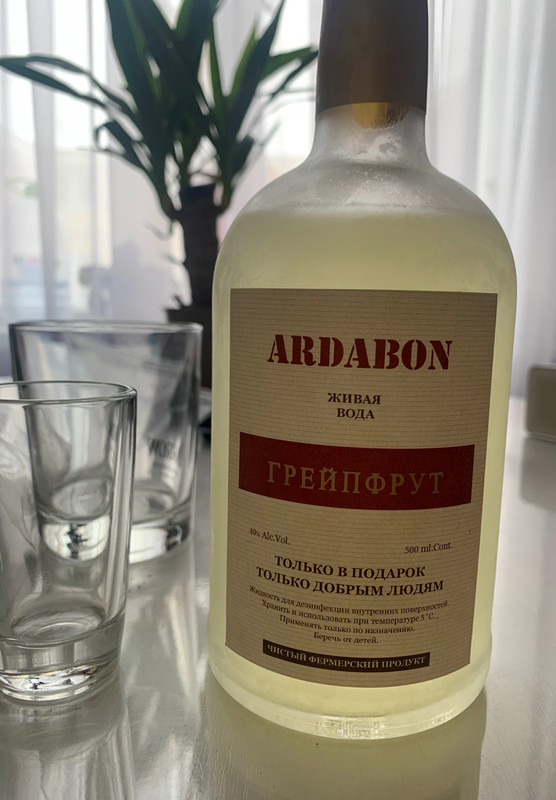 ARDABON
ЖИВАЯ
ВОДА
ГРЕЙПФРУТ
40% Alc.Vol.
500 ml.Cont.
ТОЛЬКО В ПОДАРОК
ТОЛЬКО ДОБРЫМ ЛЮДЯМ
Жидкость для дезинфекции внутренних поверхностей.
Хранить и использовать при температуре 5°C.,
Применять только по назначению.
Беречь от детей.
ЧИСТЫЙ ФЕРМЕРСКИЙ ПРОДУКТ